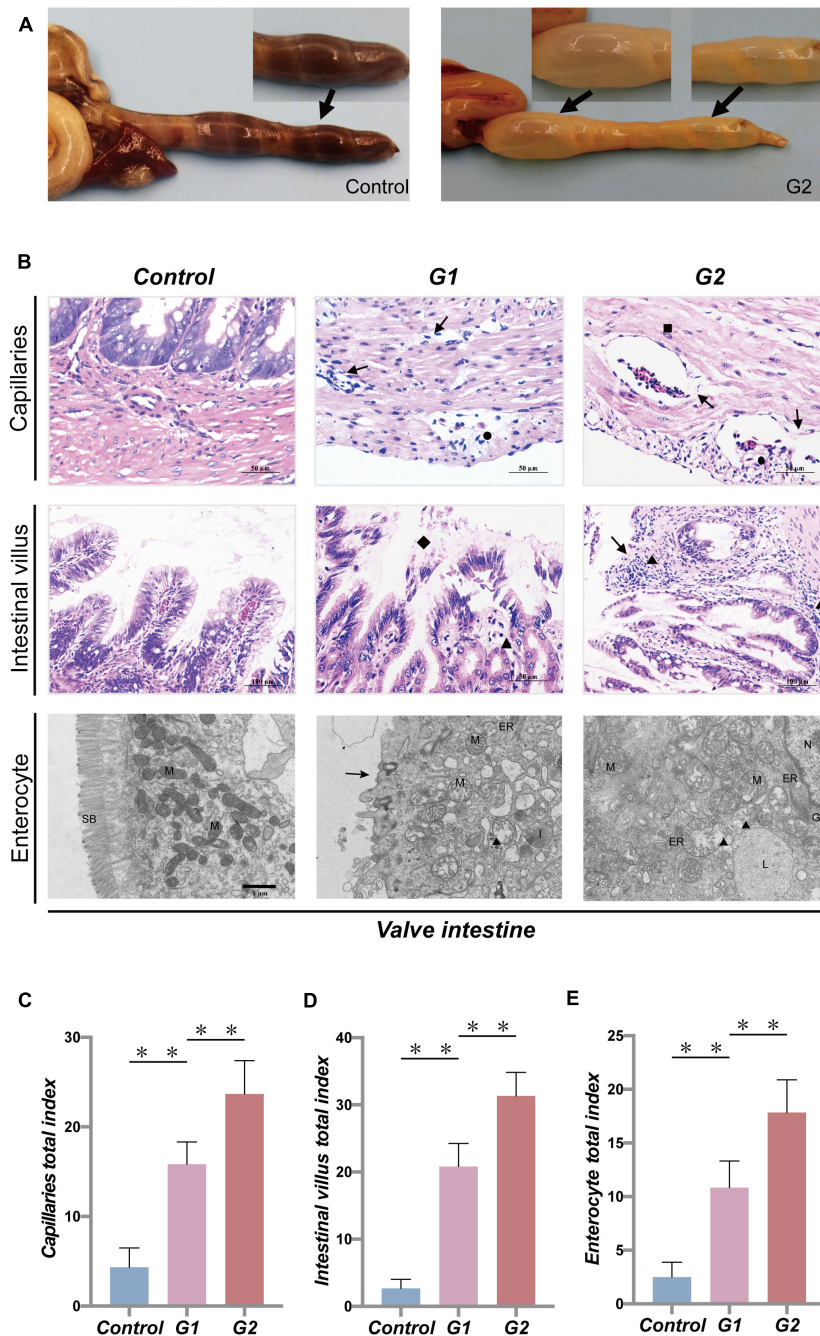 A
Control
G2
B
Control G1 G2
Capillaries
50 μm
50 μm
50 μm
Intestinal villus
100 μm
50 μm
100 μm
Enterocyte
SB
M
M
1 μm
ER
M
M
I
M
M
ER
ER
N
G
L
Valve intestine
C
Capillaries total index
30
20
10
0
* *
* *
Control G1 G2
D
Intestinal villus total index
40
30
20
10
0
* *
* *
Control G1 G2
E
Enterocyte total index
25
20
15
10
5
0
* *
* *
Control G1 G2